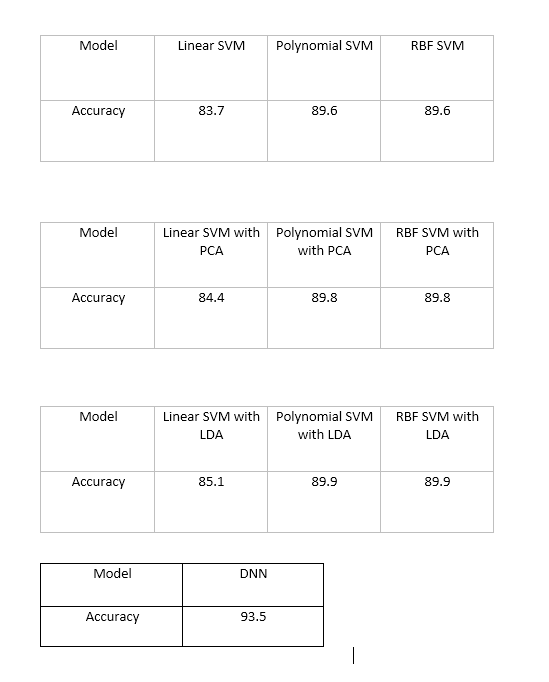 Model Linear SVM Polynomial SVM RBF SVM
Accuracy 83.7 89.6 89.6
Model Linear SVM with Polynomial SVM RBF SVM with
PCA with PCA PCA
Accuracy 84.4 89.8 89.8
Model Linear SVM with Polynomial SVM RBF SVM with
LDA with LDA LDA
Accuracy 85.1 89.9 89.9
Model DNN
Accuracy 93.5